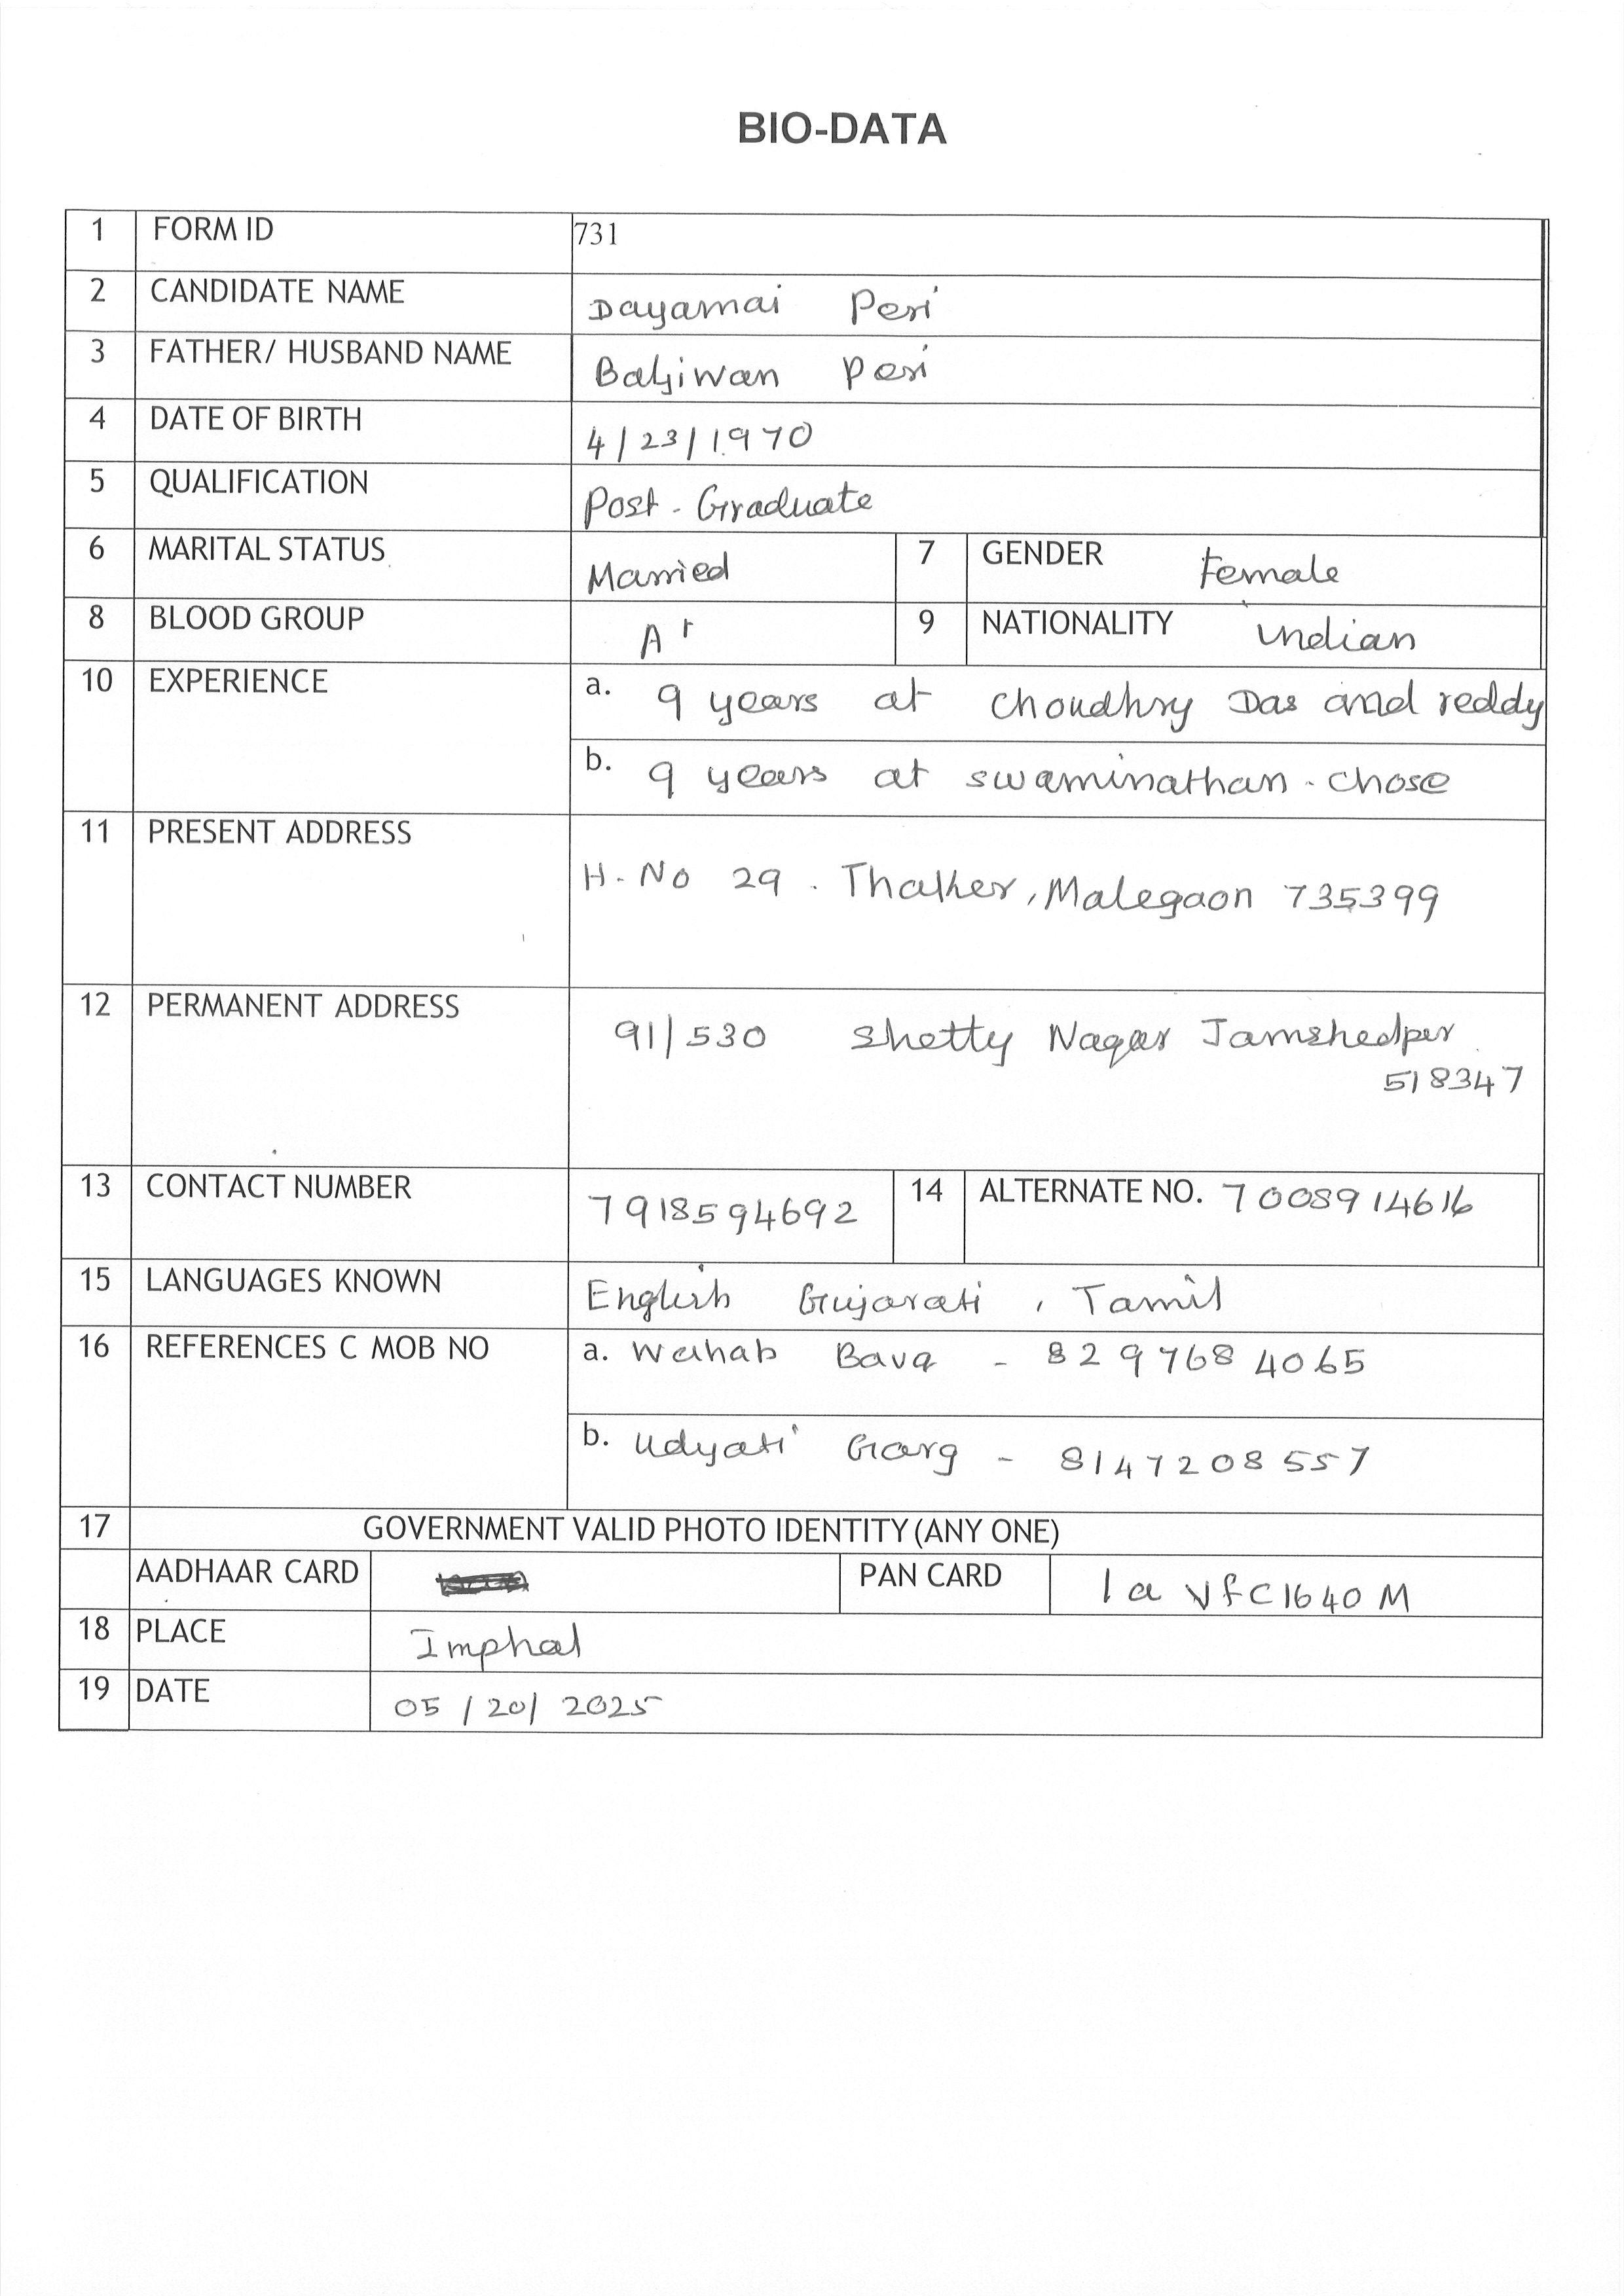 BIO-DATA
1 FORM ID 731
2 CANDIDATE NAME Dayamai Peri
3 FATHER/ HUSBAND NAME Baljiwan Peri
4 DATE OF BIRTH 4/23/1970
5 QUALIFICATION Post-Graduate
6 MARITAL STATUS Married 7 GENDER Female
8 BLOOD GROUP A+ 9 NATIONALITY Indian
10 EXPERIENCE a. 9 years at Choudhry Das and reddy
b. 9 years at swaminathan-Chose
11 PRESENT ADDRESS H-No 29. Thakker, Malegaon 735399
12 PERMANENT ADDRESS 91/530 Shetty Nagar Jamshedpur
518347
13 CONTACT NUMBER 7918594692 14 ALTERNATE NO. 7008914616
15 LANGUAGES KNOWN English Gujarati, Tamil
16 REFERENCES C MOB NO a. Wahab Bava - 8297684065
b. Udyati Garg - 8147208557
17 GOVERNMENT VALID PHOTO IDENTITY (ANY ONE)
AADHAAR CARD PAN CARD lavfC1640M
18 PLACE Imphal
19 DATE 05/20/2025